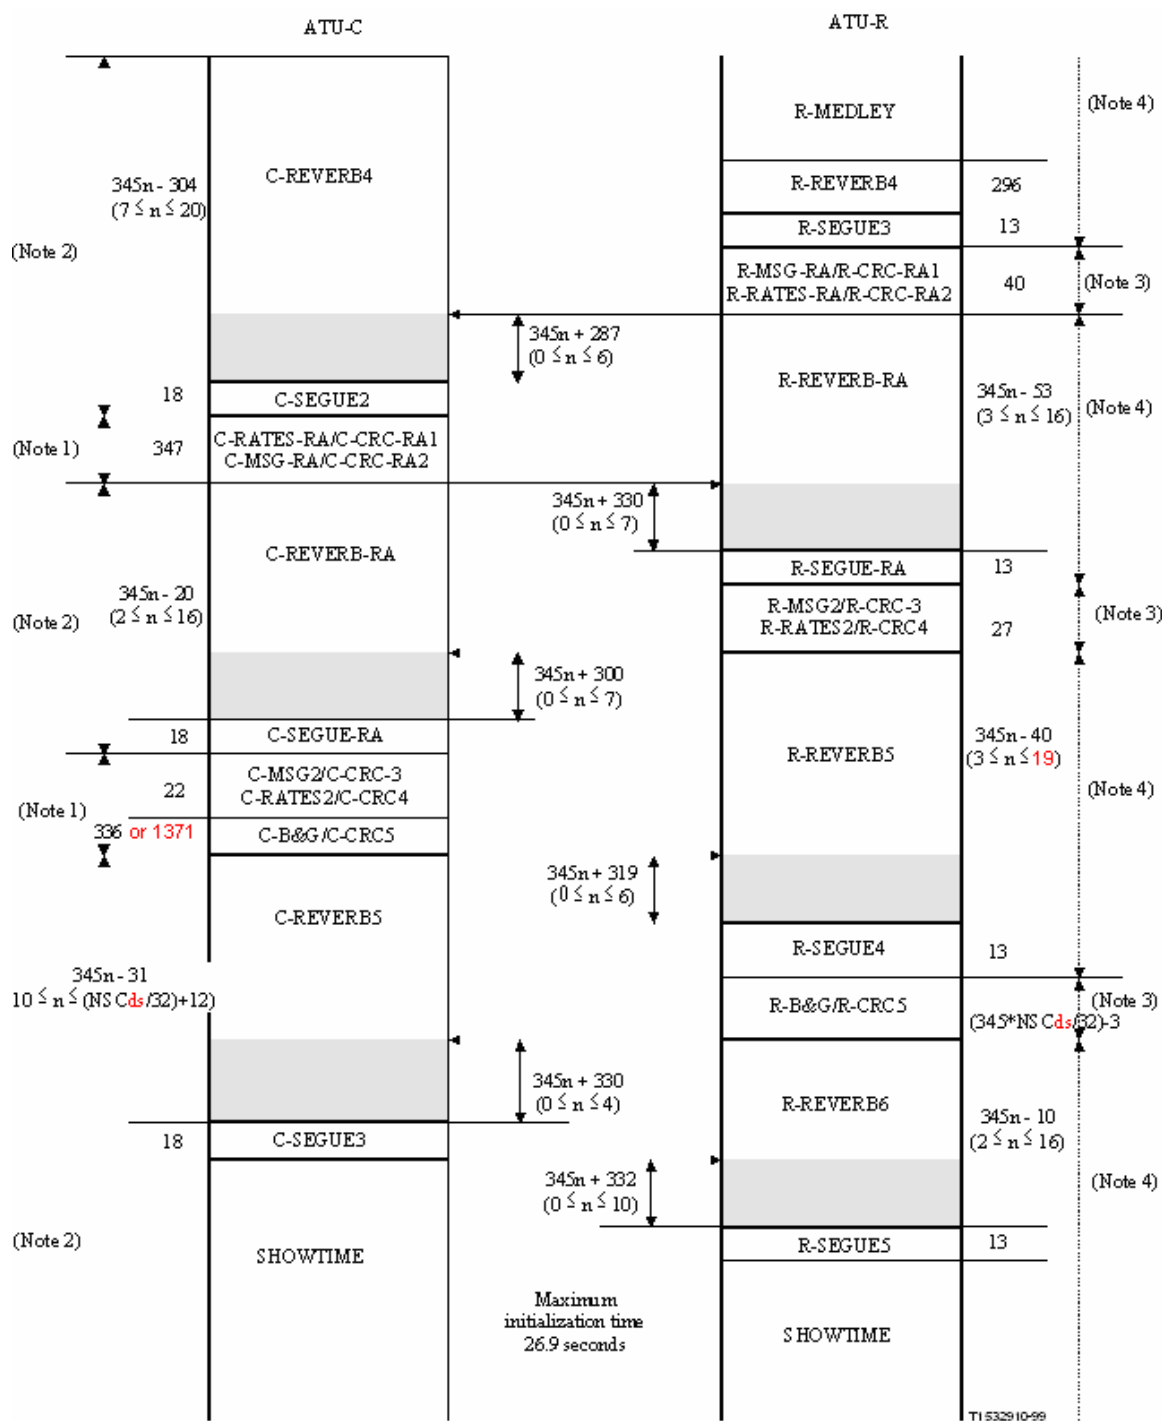 ATU-C
ATU-R
R-MEDLEY
(Note 4)
C-REVERB4
345n - 304
(7 ≤ n ≤ 20)
R-REVERB4
296
R-SEGUE3
13
(Note 2)
R-MSG-RA/R-CRC-RA1
R-RATES-RA/R-CRC-RA2
40
(Note 3)
345n + 287
(0 ≤ n ≤ 6)
R-REVERB-RA
345n - 53
(3 ≤ n ≤ 16)
(Note 4)
18
C-SEGUE2
(Note 1)
347
C-RATES-RA/C-CRC-RA1
C-MSG-RA/C-CRC-RA2
345n + 330
(0 ≤ n ≤ 7)
C-REVERB-RA
R-SEGUE-RA
13
345n - 20
(2 ≤ n ≤ 16)
(Note 2)
R-MSG2/R-CRC-3
R-RATES2/R-CRC4
27
(Note 3)
345n + 300
(0 ≤ n ≤ 7)
18
C-SEGUE-RA
R-REVERB5
345n - 40
(3 ≤ n ≤ 19)
(Note 4)
C-MSG2/C-CRC-3
C-RATES2/C-CRC4
22
(Note 1)
336 or 1371
C-B&G/C-CRC5
345n + 319
(0 ≤ n ≤ 6)
C-REVERB5
R-SEGUE4
13
345n - 31
10 ≤ n ≤ (NSCds/32)+12)
R-B&G/R-CRC5
(Note 3)
(345*NSCds/32)-3
345n + 330
(0 ≤ n ≤ 4)
R-REVERB6
345n - 10
(2 ≤ n ≤ 16)
18
C-SEGUE3
345n + 332
(0 ≤ n ≤ 10)
(Note 4)
(Note 2)
SHOWTIME
R-SEGUE5
13
Maximum
initialization time
26.9 seconds
SHOWTIME
T1532910-99